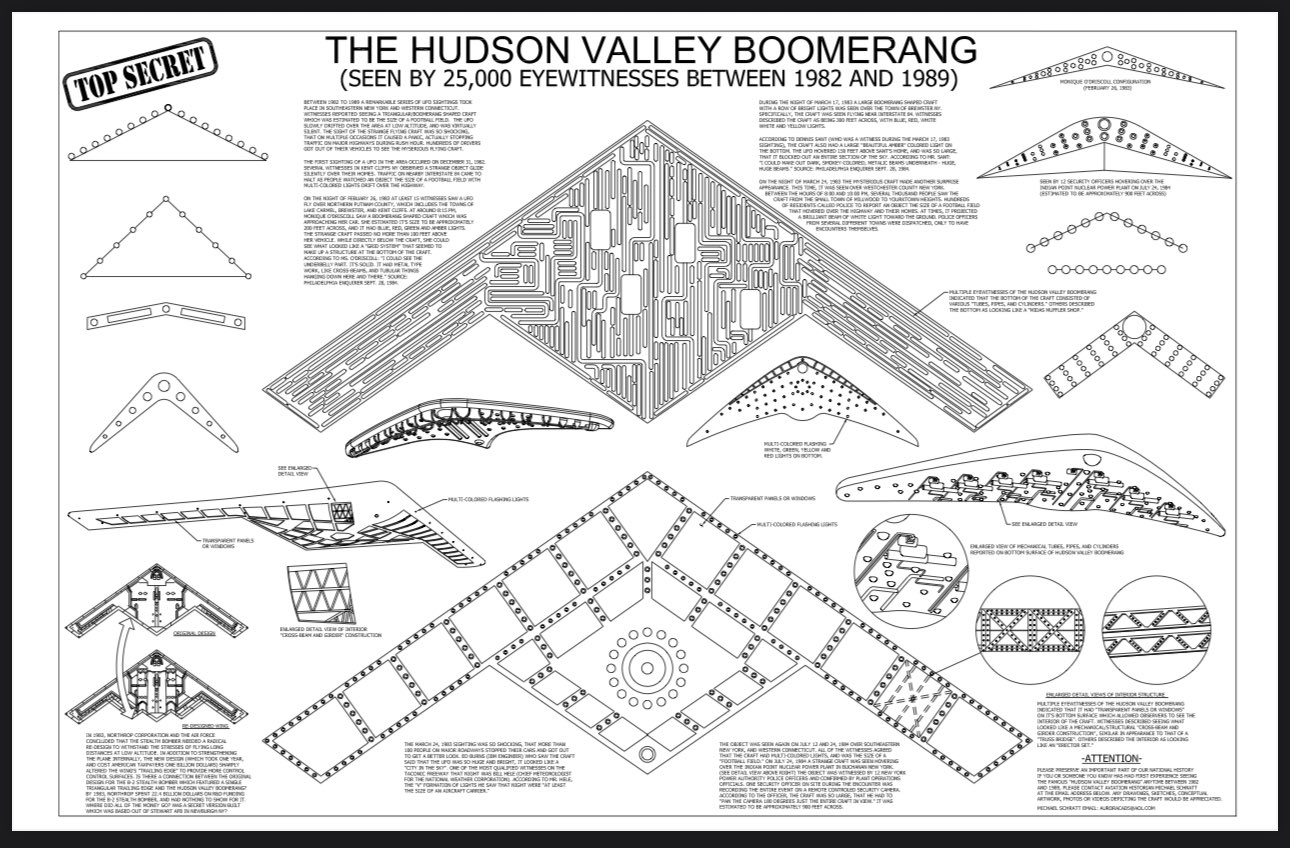 TOP SECRET
THE HUDSON VALLEY BOOMERANG
(SEEN BY 25,000 EYEWITNESSES BETWEEN 1982 AND 1989)
BETWEEN 1982 TO 1989 A REMARKABLE SERIES OF UFO SIGHTINGS TOOK
PLACE IN SOUTHEASTERN NEW YORK AND WESTERN CONNECTICUT.
WITNESSES REPORTED SEEING A TRIANGULAR/BOOMERANG SHAPED CRAFT
WHICH WAS ESTIMATED TO BE THE SIZE OF A FOOTBALL FIELD. THE UFO
SLOWLY DRIFTED OVER THE AREA AT LOW ALTITUDE, AND WAS VIRTUALLY
SILENT. THE SIGHT OF THE STRANGE FLYING CRAFT WAS SO SHOCKING,
THAT ON MULTIPLE OCCASIONS IT CAUSED A PANIC, ACTUALLY STOPPING
TRAFFIC ON MAJOR HIGHWAYS DURING RUSH HOUR. HUNDREDS OF DRIVERS
GOT OUT OF THEIR VEHICLES TO SEE THE MYSERIOUS FLYING CRAFT.
THE FIRST SIGHTING OF A UFO IN THE AREA OCCURED ON DECEMBER 31, 1982.
SEVERAL WITNESSES IN KENT CLIFFS NY OBSERVED A STRANGE OBJECT GLIDE
SILENTLY OVER THEIR HOMES. TRAFFIC ON NEARBY INTERSTATE 84 CAME TO
HALT AS PEOPLE WATCHED AN OBJECT THE SIZE OF A FOOTBALL FIELD WITH
MULTI-COLORED LIGHTS DRIFT OVER THE HIGHWAY.
ON THE NIGHT OF FEBUARY 26, 1983 AT LEAST 15 WITNESSES SAW A UFO
FLY OVER NORTHERN PUTNAM COUNTY, WHICH INCLUDES THE TOWNS OF
LAKE CARMEL, BREWSTER, AND KENT CLIFFS. AT AROUND 8:15 PM,
MONIQUE O'DRISCOLL SAW A BOOMERANG SHAPED CRAFT WHICH WAS
APPROACHING HER CAR. SHE ESTIMATED IT'S SIZE TO BE APPROXIMATELY
200 FEET ACROSS, AND IT HAD BLUE, RED, GREEN AND AMBER LIGHTS.
THE STRANGE CRAFT PASSED NO MORE THAN 100 FEET ABOVE
HER VEHICLE. WHILE DIRECTLY BELOW THE CRAFT, SHE COULD
SEE WHAT LOOKED LIKE A "GRID SYSTEM" THAT SEEMED TO
MAKE UP A STRUCTURE AT THE BOTTOM OF THE CRAFT.
ACCORDING TO MS. O'DRISCOLL: "I COULD SEE THE
UNDERBELLY PART. IT'S SOLID. IT HAD METAL TYPE
WORK, LIKE CROSS-BEAMS, AND TUBULAR THINGS
HANGING DOWN HERE AND THERE." SOURCE:
PHILADELPHIA ENQUIRER SEPT. 28, 1984.
DURING THE NIGHT OF MARCH 17, 1983 A LARGE BOOMERANG SHAPED CRAFT
WITH A ROW OF BRIGHT LIGHTS WAS SEEN OVER THE TOWN OF BREWSTER NY.
SPECIFICALLY, THE CRAFT WAS SEEN FLYING NEAR INTERSTATE 84. WITNESSES
DESCRIBED THE CRAFT AS BEING 300 FEET ACROSS, WITH BLUE, RED, WHITE
WHITE AND YELLOW LIGHTS.
ACCORDING TO DENNIS SANT (WHO WAS A WITNESS DURING THE MARCH 17, 1983
SIGHTING), THE CRAFT ALSO HAD A LARGE "BEAUTIFUL AMBER" COLORED LIGHT ON
THE BOTTOM. THE UFO HOVERED 150 FEET ABOVE SANT'S HOME, AND WAS SO LARGE,
THAT IT BLOCKED OUT AN ENTIRE SECTION OF THE SKY. ACCORDING TO MR. SANT:
"I COULD MAKE OUT DARK, SMOKEY-COLORED, METALIC BEAMS UNDERNEATH - HUGE,
HUGE BEAMS." SOURCE: PHILADELPHIA ENQUIRER SEPT. 28, 1984.
ON THE NIGHT OF MARCH 24, 1983 THE MYSTERIOUS CRAFT MADE ANOTHER SURPRISE
APPEARANCE. THIS TIME, IT WAS SEEN OVER WESTCHESTER COUNTY NEW YORK.
BETWEEN THE HOURS OF 8:00 AND 10:00 PM, SEVERAL THOUSAND PEOPLE SAW THE
CRAFT FROM THE SMALL TOWN OF MILLWOOD TO YOURKTOWN HEIGHTS. HUNDREDS
OF RESIDENTS CALLED POLICE TO REPORT AN OBJECT THE SIZE OF A FOOTBALL FIELD
THAT HOVERED OVER THE HIGHWAY AND THEIR HOMES. AT TIMES, IT PROJECTED
A BRILLIANT BEAM OF WHITE LIGHT TOWARD THE GROUND. POLICE OFFICERS
FROM SEVERAL DIFFERENT TOWNS WERE DISPATCHED, ONLY TO HAVE
ENCOUNTERS THEMSELVES.
MONIQUE O'DRISCOLL CONFIGURATION
(FEBRUARY 26, 1983)
SEEN BY 12 SECURITY OFFICERS HOVERING OVER THE
INDIAN POINT NUCLEAR POWER PLANT ON JULY 24, 1984
(ESTIMATED TO BE APPROXIMATELY 900 FEET ACROSS)
MULTIPLE EYEWITNESSES OF THE HUDSON VALLEY BOOMERANG
INDICATED THAT THE BOTTOM OF THE CRAFT CONSISTED OF
VARIOUS "TUBES, PIPES, AND CYLINDERS." OTHERS DESCRIBED
THE BOTTOM AS LOOKING LIKE A "MIDAS MUFFLER SHOP."
MULTI-COLORED FLASHING
WHITE, GREEN, YELLOW AND
RED LIGHTS ON BOTTOM.
SEE ENLARGED
DETAIL VIEW
MULTI-COLORED FLASHING LIGHTS
TRANSPARENT PANELS
OR WINDOWS
TRANSPARENT PANELS OR WINDOWS
MULTI-COLORED FLASHING LIGHTS
SEE ENLARGED DETAIL VIEW
ENLARGED VIEW OF MECHANICAL TUBES, PIPES, AND CYLINDERS
REPORTED ON BOTTOM SURFACE OF HUDSON VALLEY BOOMERANG
ORIGINAL DESIGN
ENLARGED DETAIL VIEW OF INTERIOR
"CROSS-BEAM AND GIRDER" CONSTRUCTION
RE-DESIGNED WING
IN 1983, NORTHROP CORPORATION AND THE AIR FORCE
CONCLUDED THAT THE STEALTH BOMBER NEEDED A RADICAL
RE-DESIGN TO WITHSTAND THE STRESSES OF FLYING LONG
DISTANCES AT LOW ALTITUDE. IN ADDITION TO STRENGTHENING
THE PLANE INTERNALLY, THE NEW DESIGN (WHICH TOOK ONE YEAR,
AND COST AMERICAN TAXPAYERS ONE BILLION DOLLARS) SHARPLY
ALTERED THE WING'S "TRAILING EDGE" TO PROVIDE MORE CONTROL
CONTROL SURFACES. IS THERE A CONNECTION BETWEEN THE ORIGINAL
DESIGN FOR THE B-2 STEALTH BOMBER WHICH FEATURED A SINGLE
TRIANGULAR TRAILING EDGE AND THE HUDSON VALLEY BOOMERANG?
BY 1983, NORTHROP SPENT 22.4 BILLION DOLLARS ON R&D FUNDING
FOR THE B-2 STEALTH BOMBER, AND HAD NOTHING TO SHOW FOR IT.
WHERE DID ALL OF THE MONEY GO? WAS A SECRET VERSION BUILT
WHICH WAS BASED OUT OF STEWART AFB IN NEWBURGH NY?
THE MARCH 24, 1983 SIGHTING WAS SO SHOCKING, THAT MORE THAN
100 PEOPLE ON MAJOR ROADWAYS STOPPED THEIR CARS AND GOT OUT
TO GET A BETTER LOOK. ED BURNS (IBM ENGINEER) WHO SAW THE CRAFT
SAID THAT THE UFO WAS SO HUGE AND BRIGHT, IT LOOKED LIKE A
"CITY IN THE SKY". ONE OF THE MOST QUALIFIED WITNESSES ON THE
TACONIC FREEWAY THAT NIGHT WAS BILL HELE (CHIEF METEOROLOGIST
FOR THE NATIONAL WEATHER CORPORATION). ACCORDING TO MR. HELE,
THE "V" FORMATION OF LIGHTS HE SAW THAT NIGHT WERE "AT LEAST
THE SIZE OF AN AIRCRAFT CARRIER."
THE OBJECT WAS SEEN AGAIN ON JULY 12 AND 24, 1984 OVER SOUTHEASTERN
NEW YORK, AND WESTERN CONNECTICUT. ALL OF THE WITNESSES AGREED
THAT THE CRAFT HAD MULTI-COLORED LIGHTS, AND WAS THE SIZE OF A
"FOOTBALL FIELD." ON JULY 24, 1984 A STRANGE CRAFT WAS SEEN HOVERING
OVER THE INDIAN POINT NUCLEAR POWER PLANT IN BUCHANAN NEW YORK.
(SEE DETAIL VIEW ABOVE RIGHT) THE OBJECT WAS WITNESSED BY 12 NEW YORK
POWER AUTHORITY POLICE OFFICERS AND CONFIRMED BY PLANT OPERATIONS
OFFICIALS. ONE SECURITY OFFICER ON SITE DURING THE ENCOUNTER WAS
RECORDING THE ENTIRE EVENT ON A REMOTE CONTROLED SECURITY CAMERA.
ACCORDING TO THE OFFICER, THE CRAFT WAS SO LARGE, THAT HE HAD TO
"PAN THE CAMERA 180 DEGREES JUST THE ENTIRE CRAFT IN VIEW." IT WAS
ESTIMATED TO BE APPROXIMATELY 900 FEET ACROSS.
ENLARGED DETAIL VIEWS OF INTERIOR STRUCTURE
MULTIPLE EYEWITNESSES OF THE HUDSON VALLEY BOOMERANG
INDICATED THAT IT HAD "TRANSPARENT PANELS OR WINDOWS"
ON IT'S BOTTOM SURFACE WHICH ALLOWED OBSERVERS TO SEE THE
INTERIOR OF THE CRAFT. WITNESSES DESCRIBED SEEING WHAT
LOOKED LIKE A MECHANICAL/STRUCTURAL "CROSS-BEAM AND
GIRDER CONSTRUCTION", SIMILAR IN APPEARANCE TO THAT OF A
"TRUSS BRIDGE". OTHERS DESCRIBED THE INTERIOR AS LOOKING
LIKE AN "ERECTOR SET."
-ATTENTION-
PLEASE PRESERVE AN IMPORTANT PART OF OUR NATIONAL HISTORY
IF YOU OR SOMEONE YOU KNOW HAS HAD FIRST EXPERIENCE SEEING
THE FAMOUS "HUDSON VALLEY BOOMERANG" ANYTIME BETWEEN 1982
AND 1989, PLEASE CONTACT AVIATION HISTORIAN MICHAEL SCHRATT
AT THE EMAIL ADDRESS BELOW. ANY DRAWINGS, SKETCHES, CONCEPTUAL
ARTWORK, PHOTOS OR VIDEOS DEPICTING THE CRAFT WOULD BE APPRECIATED.
MICHAEL SCHRATT EMAIL: AURORACAD5@AOL.COM